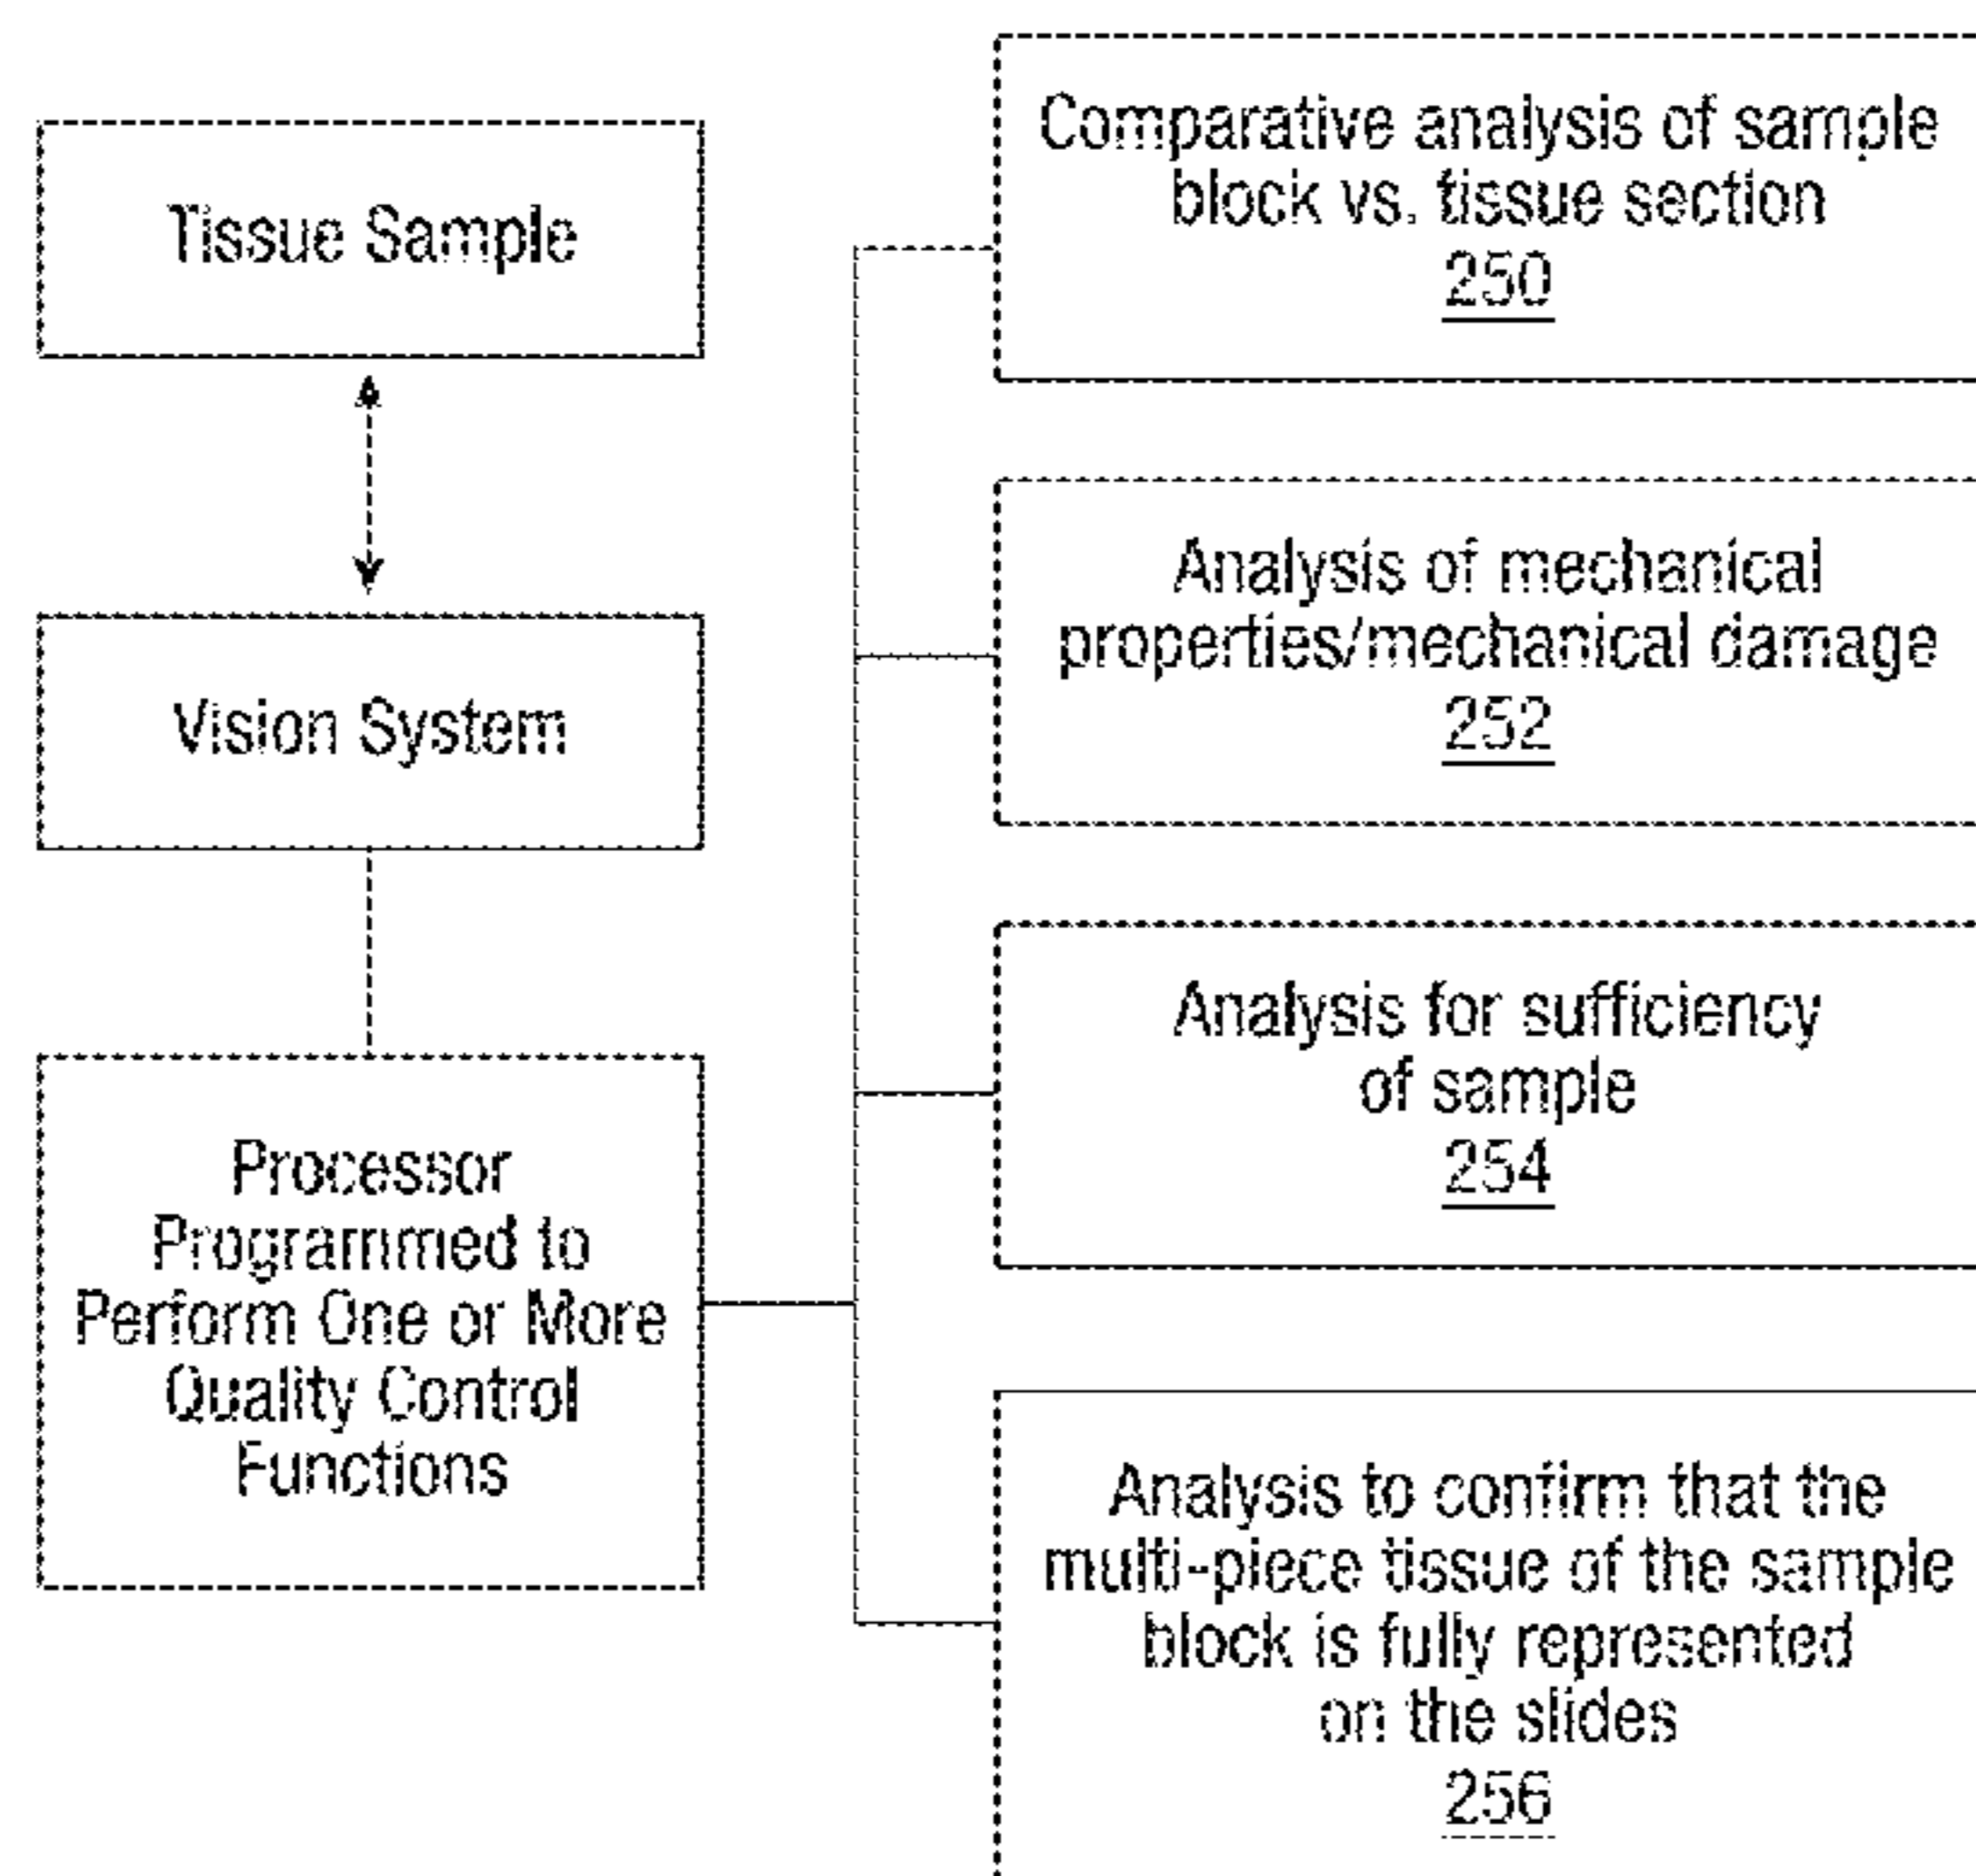 Tissue Sample
Vision System
Processor
Programmed to
Perform One or More
Quality Control
Functions
Comparative analysis of sample
block vs. tissue section
250
Analysis of mechanical
properties/mechanical damage
252
Analysis for sufficiency
of sample
254
Analysis to confirm that the
multi-piece tissue of the sample
block is fully represented
on the slides
256